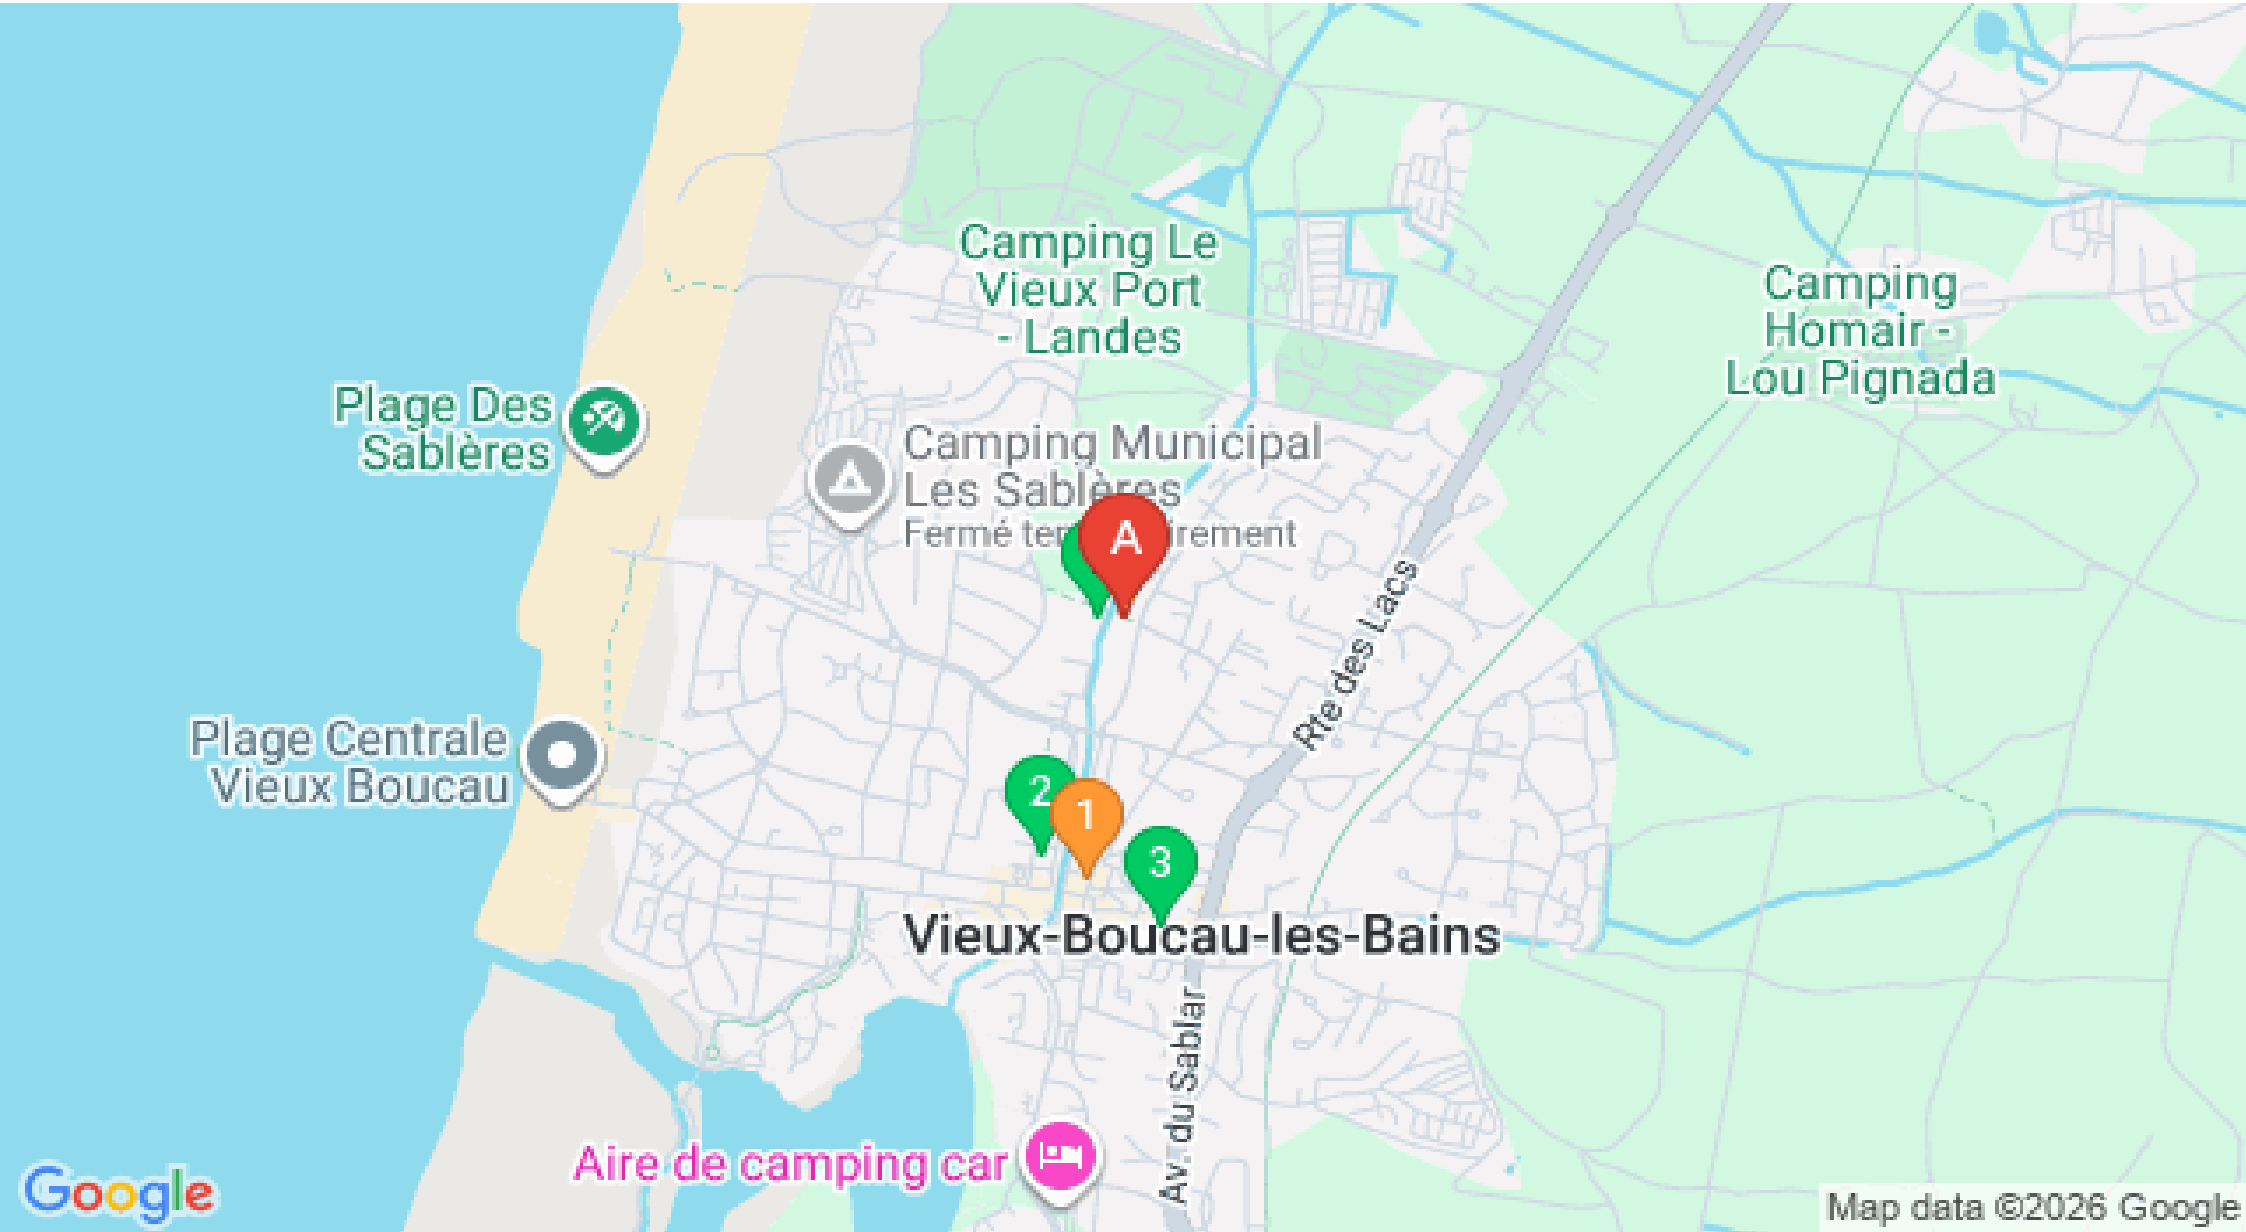 Camping Le
Vieux Port
- Landes
Camping
Homair -
Lou Pignada
Plage Des
Sablères
Camping Municipal
Les Sablères
Fermé
A
Rte des Lacs
Plage Centrale
Vieux Boucau
2
1
3
Vieux-Boucau-les-Bains
Av. du Sablar
Aire de camping car
Google
Map data ©2026 Google